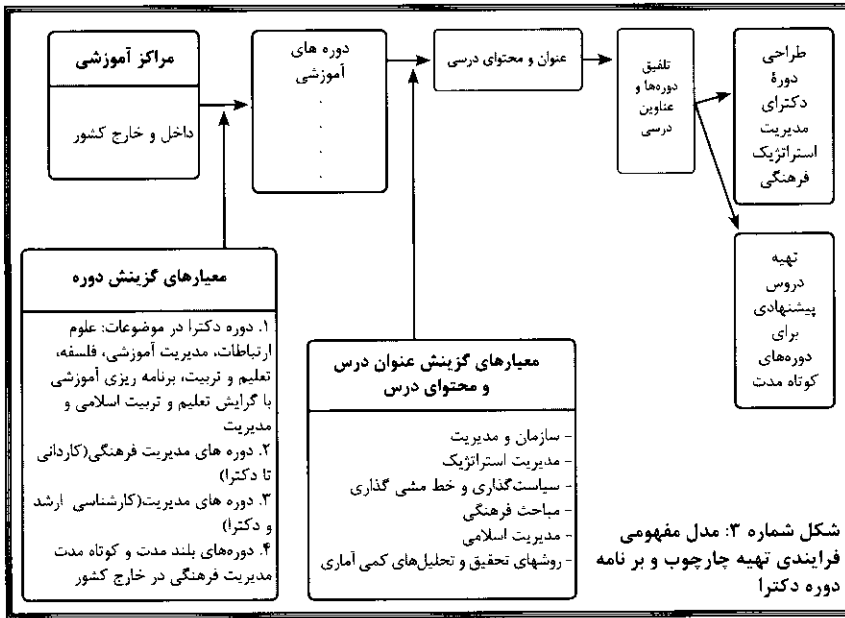 مراکز آموزشی
داخل و خارج کشور
دوره های
آموزشی
.
.
.
.
عنوان و محتوای درسی
تلفیق
دوره‌ها و
عناوین
درسی
طراحی
دورهٔ
دکترای
مدیریت
استراتژیک
فرهنگی
تهیه
دروس
پیشنهادی
برای
دوره‌های
کوتاه مدت
معیارهای گزینش دوره
۱. دوره دکترا در موضوعات: علوم
ارتباطات، مدیریت آموزشی، فلسفه،
تعلیم و تربیت، برنامه ریزی آموزشی
با گرایش تعلیم و تربیت اسلامی و
مدیریت
۲. دوره های مدیریت فرهنگی(کاردانی
تا دکترا)
۳. دوره های مدیریت(کارشناسی ارشد
و دکترا)
۴. دوره‌های بلند مدت و کوتاه مدت
مدیریت فرهنگی در خارج کشور
معیارهای گزینش عنوان درس
و محتوای درس
- سازمان و مدیریت
- مدیریت استراتژیک
- سیاست‌گذاری و خط مشی گذاری
- مباحث فرهنگی
- مدیریت اسلامی
- روشهای تحقیق و تحلیل‌های کمی آماری
شکل شماره ۳: مدل مفهومی
فرایندی تهیه چارچوب و بر نامه
دوره دکترا